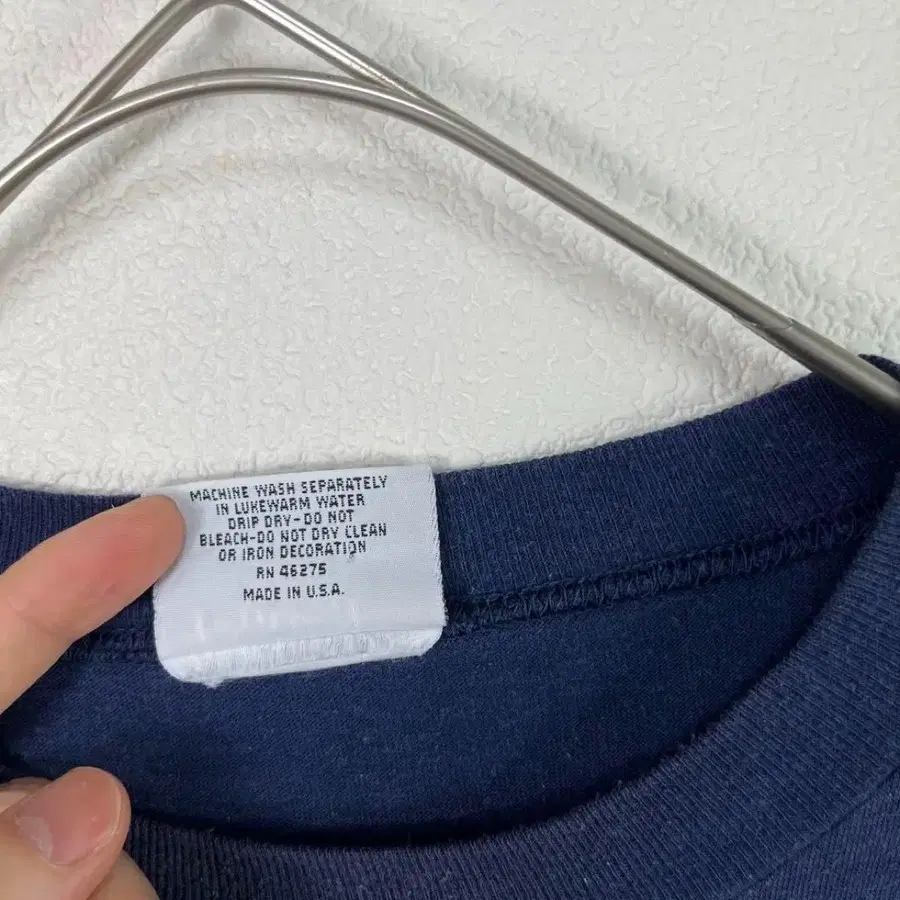 MACHINE WASH SEPARATELY
IN LUKEWARM WATER
DRIP DRY-DO NOT
BLEACH-DO NOT DRY CLEAN
OR IRON DECORATION
RN 46275
MADE IN U.S.A.